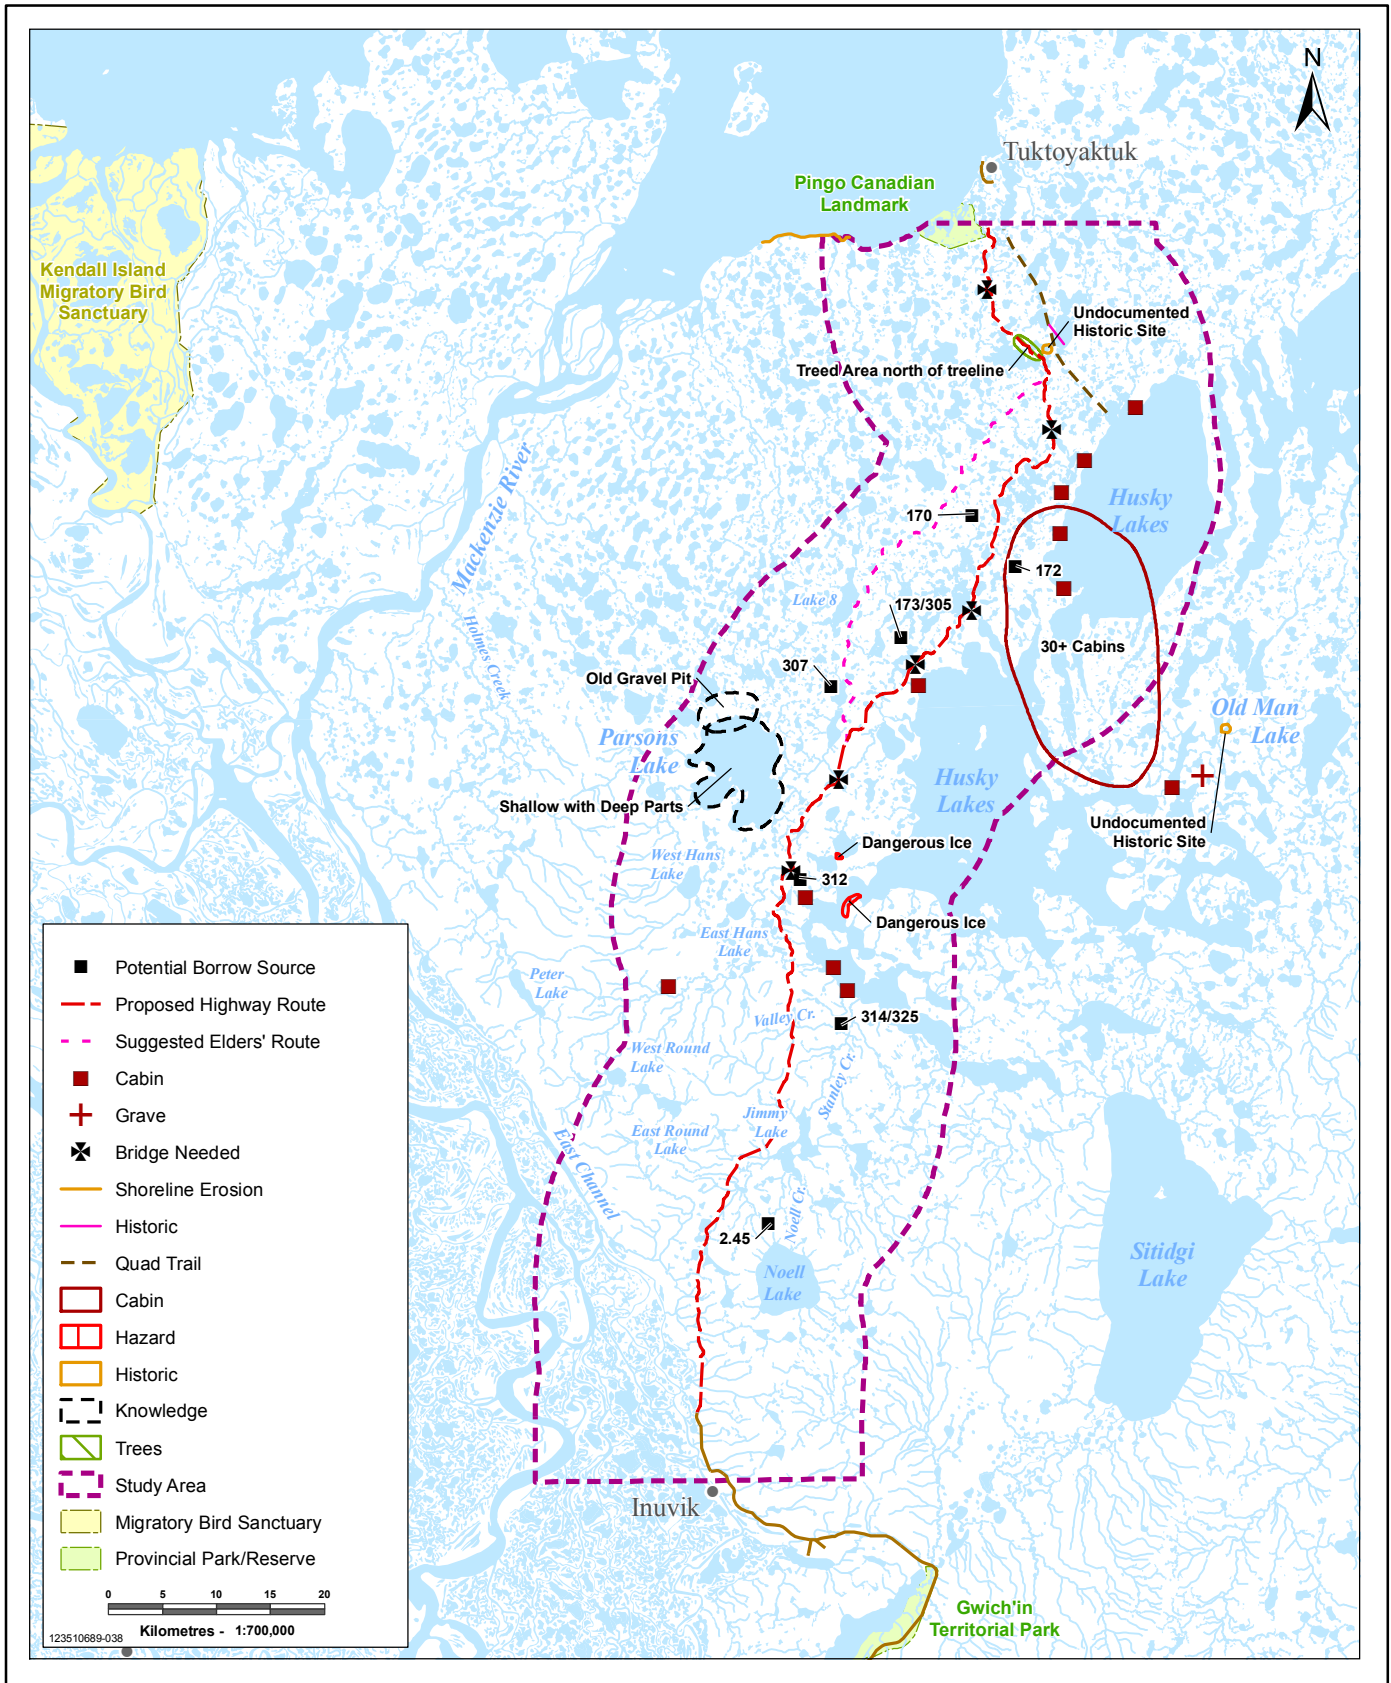 N
Tuktoyaktuk
Pingo Canadian
Landmark
Kendall Island
Migratory Bird
Sanctuary
Undocumented
Historic Site
Treed Area north of treeline
Mackenzie River
Husky
Lakes
170
172
Lake 8
173/305
Holmes Creek
30+ Cabins
307
Old Gravel Pit
Old Man
Lake
Parsons
Lake
Husky
Lakes
Shallow with Deep Parts
Undocumented
Historic Site
Dangerous Ice
West Hans
Lake
312
Dangerous Ice
East Hans
Lake
Peter
Lake
Valley Cr.
314/325
West Round
Lake
Stanley Cr.
Jimmy
Lake
East Round
Lake
East Channel
Noell Cr.
2.45
Noell
Lake
Sitidgi
Lake
Inuvik
Gwich'in
Territorial Park
Potential Borrow Source
Proposed Highway Route
Suggested Elders' Route
Cabin
Grave
Bridge Needed
Shoreline Erosion
Historic
Quad Trail
Cabin
Hazard
Historic
Knowledge
Trees
Study Area
Migratory Bird Sanctuary
Provincial Park/Reserve
0 5 10 15 20
Kilometres - 1:700,000
123510689-038